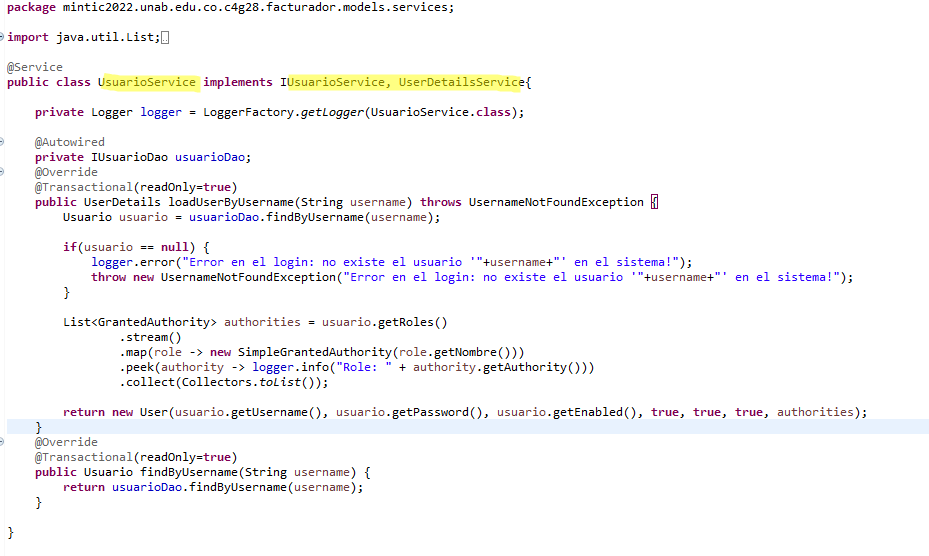 package mintic2022.unab.edu.co.c4g28.facturador.models.services;
import java.util.List;
@Service
public class UsuarioService implements IUsuarioService, UserDetailsService{
private Logger logger = LoggerFactory.getLogger(UsuarioService.class);
@Autowired
private IUsuarioDao usuarioDao;
@Override
@Transactional(readOnly=true)
public UserDetails loadUserByUsername(String username) throws UsernameNotFoundException {
Usuario usuario = usuarioDao.findByUsername(username);
if(usuario == null) {
logger.error("Error en el login: no existe el usuario '"+username+"' en el sistema!");
throw new UsernameNotFoundException("Error en el login: no existe el usuario '"+username+"' en el sistema!");
}
List<GrantedAuthority> authorities = usuario.getRoles()
.stream()
.map(role -> new SimpleGrantedAuthority(role.getNombre()))
.peek(authority -> logger.info("Role: " + authority.getAuthority()))
.collect(Collectors.toList());
return new User(usuario.getUsername(), usuario.getPassword(), usuario.getEnabled(), true, true, true, authorities);
}
@Override
@Transactional(readOnly=true)
public Usuario findByUsername(String username) {
return usuarioDao.findByUsername(username);
}
}